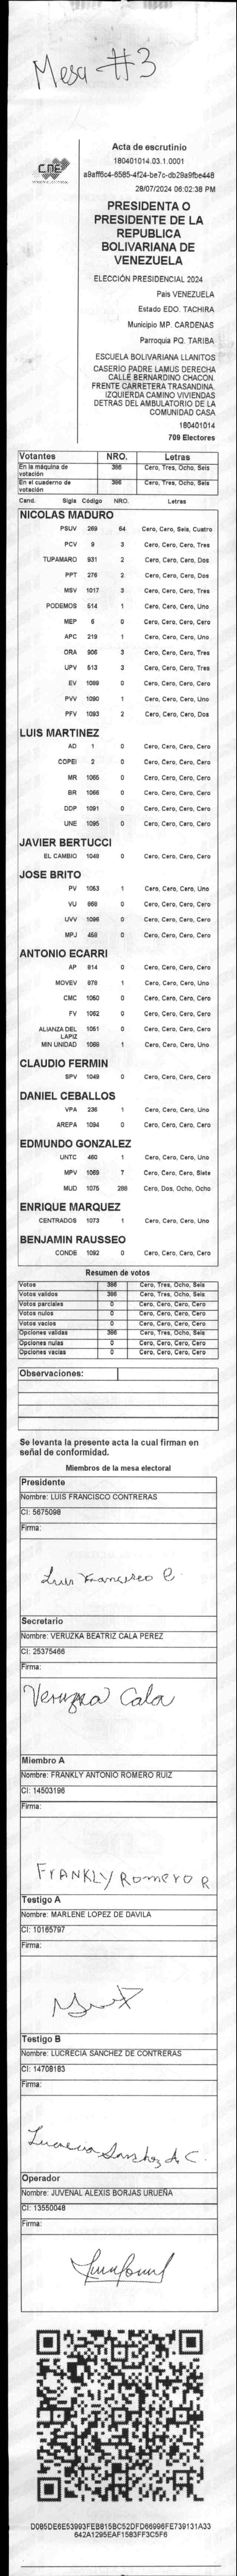 Mesa #3
CNE
Acta de escrutinio
180401014.03.1.0001
a9aff6c4-6585-4f24-be7c-db29a9fbe448
28/07/2024 06:02:38 PM
PRESIDENTA O
PRESIDENTE DE LA
REPUBLICA
BOLIVARIANA DE
VENEZUELA
ELECCIÓN PRESIDENCIAL 2024
País VENEZUELA
Estado EDO. TACHIRA
Municipio MP. CARDENAS
Parroquia PQ. TARIBA
ESCUELA BOLIVARIANA LLANITOS
CASERIO PADRE LAMUS DERECHA
CALLE BERNARDINO CHACON.
FRENTE CARRETERA TRASANDINA.
IZQUIERDA CAMINO VIVIENDAS
DETRAS DEL AMBULATORIO DE LA
COMUNIDAD CASA
180401014
709 Electores
Votantes NRO. Letras
En la máquina de votación 386 Cero, Tres, Ocho, Seis
En el cuaderno de votación 386 Cero, Tres, Ocho, Seis
Cand. Sigla Código NRO. Letras
NICOLAS MADURO
PSUV 269 64 Cero, Cero, Seis, Cuatro
PCV 9 3 Cero, Cero, Cero, Tres
TUPAMARO 931 2 Cero, Cero, Cero, Dos
PPT 276 2 Cero, Cero, Cero, Dos
MSV 1017 3 Cero, Cero, Cero, Tres
PODEMOS 514 1 Cero, Cero, Cero, Uno
MEP 6 0 Cero, Cero, Cero, Cero
APC 219 1 Cero, Cero, Cero, Uno
ORA 906 3 Cero, Cero, Cero, Tres
UPV 513 3 Cero, Cero, Cero, Tres
EV 1089 0 Cero, Cero, Cero, Cero
PVV 1090 1 Cero, Cero, Cero, Uno
PFV 1093 2 Cero, Cero, Cero, Dos
LUIS MARTINEZ
AD 1 0 Cero, Cero, Cero, Cero
COPEI 2 0 Cero, Cero, Cero, Cero
MR 1065 0 Cero, Cero, Cero, Cero
BR 1066 0 Cero, Cero, Cero, Cero
DDP 1091 0 Cero, Cero, Cero, Cero
UNE 1095 0 Cero, Cero, Cero, Cero
JAVIER BERTUCCI
EL CAMBIO 1048 0 Cero, Cero, Cero, Cero
JOSE BRITO
PV 1053 1 Cero, Cero, Cero, Uno
VU 868 0 Cero, Cero, Cero, Cero
UVV 1096 0 Cero, Cero, Cero, Cero
MPJ 458 0 Cero, Cero, Cero, Cero
ANTONIO ECARRI
AP 814 0 Cero, Cero, Cero, Cero
MOVEV 878 1 Cero, Cero, Cero, Uno
CMC 1050 0 Cero, Cero, Cero, Cero
FV 1062 0 Cero, Cero, Cero, Cero
ALIANZA DEL LAPIZ 1051 0 Cero, Cero, Cero, Cero
MIN UNIDAD 1088 1 Cero, Cero, Cero, Uno
CLAUDIO FERMIN
SPV 1049 0 Cero, Cero, Cero, Cero
DANIEL CEBALLOS
VPA 236 1 Cero, Cero, Cero, Uno
AREPA 1094 0 Cero, Cero, Cero, Cero
EDMUNDO GONZALEZ
UNTC 460 1 Cero, Cero, Cero, Uno
MPV 1069 7 Cero, Cero, Cero, Siete
MUD 1075 288 Cero, Dos, Ocho, Ocho
ENRIQUE MARQUEZ
CENTRADOS 1073 1 Cero, Cero, Cero, Uno
BENJAMIN RAUSSEO
CONDE 1092 0 Cero, Cero, Cero, Cero
Resumen de votos
Votos 386 Cero, Tres, Ocho, Seis
Votos validos 386 Cero, Tres, Ocho, Seis
Votos parciales 0 Cero, Cero, Cero, Cero
Votos nulos 0 Cero, Cero, Cero, Cero
Votos vacios 0 Cero, Cero, Cero, Cero
Opciones validas 386 Cero, Tres, Ocho, Seis
Opciones nulas 0 Cero, Cero, Cero, Cero
Opciones vacias 0 Cero, Cero, Cero, Cero
Observaciones:
Se levanta la presente acta la cual firman en
señal de conformidad.
Miembros de la mesa electoral
Presidente
Nombre: LUIS FRANCISCO CONTRERAS
CI: 5675098
Firma:
Luis Francisco C.
Secretario
Nombre: VERUZKA BEATRIZ CALA PEREZ
CI: 25375466
Firma:
Veruzka Cala
Miembro A
Nombre: FRANKLY ANTONIO ROMERO RUIZ
CI: 14503196
Firma:
FRANKLY ROMERO R
Testigo A
Nombre: MARLENE LOPEZ DE DAVILA
CI: 10165797
Firma:
Testigo B
Nombre: LUCRECIA SANCHEZ DE CONTRERAS
CI: 14708183
Firma:
Lucrecia Sanchez de C.
Operador
Nombre: JUVENAL ALEXIS BORJAS URUEÑA
CI: 13550048
Firma:
D085DE6E53993FEB815BC52DFD66996FE739131A33
642A1295EAF1583FF3C5F6